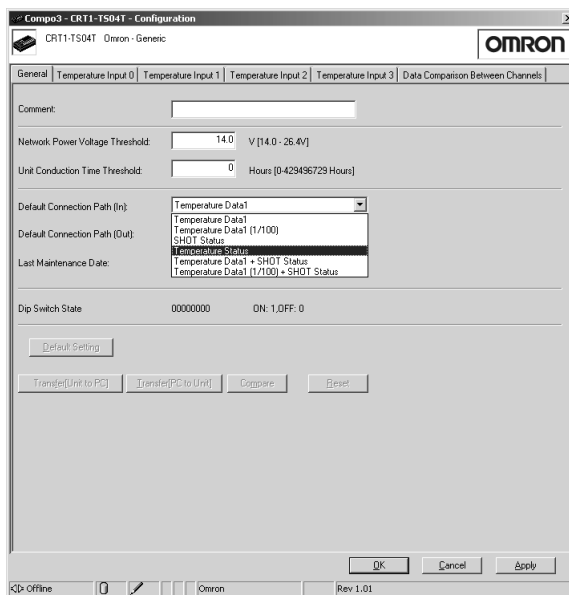 Compo3 - CRT1-TS04T - Configuration
CRT1-TS04T Omron - Generic
OMRON
General Temperature Input 0 Temperature Input 1 Temperature Input 2 Temperature Input 3 Data Comparison Between Channels
Comment:
Network Power Voltage Threshold: 14.0 V [14.0 - 26.4V]
Unit Conduction Time Threshold: 0 Hours [0-429496729 Hours]
Default Connection Path (In): Temperature Data1
Temperature Data1
Temperature Data1 (1/100)
Default Connection Path (Out): SHOT Status
Temperature Status
Last Maintenance Date: Temperature Data1 + SHOT Status
Temperature Data1 (1/100) + SHOT Status
Dip Switch State 00000000 ON: 1,OFF: 0
Default Setting
Transfer[Unit to PC] Transfer[PC to Unit] Compare Reset
OK Cancel Apply
Offline Omron Rev 1.01